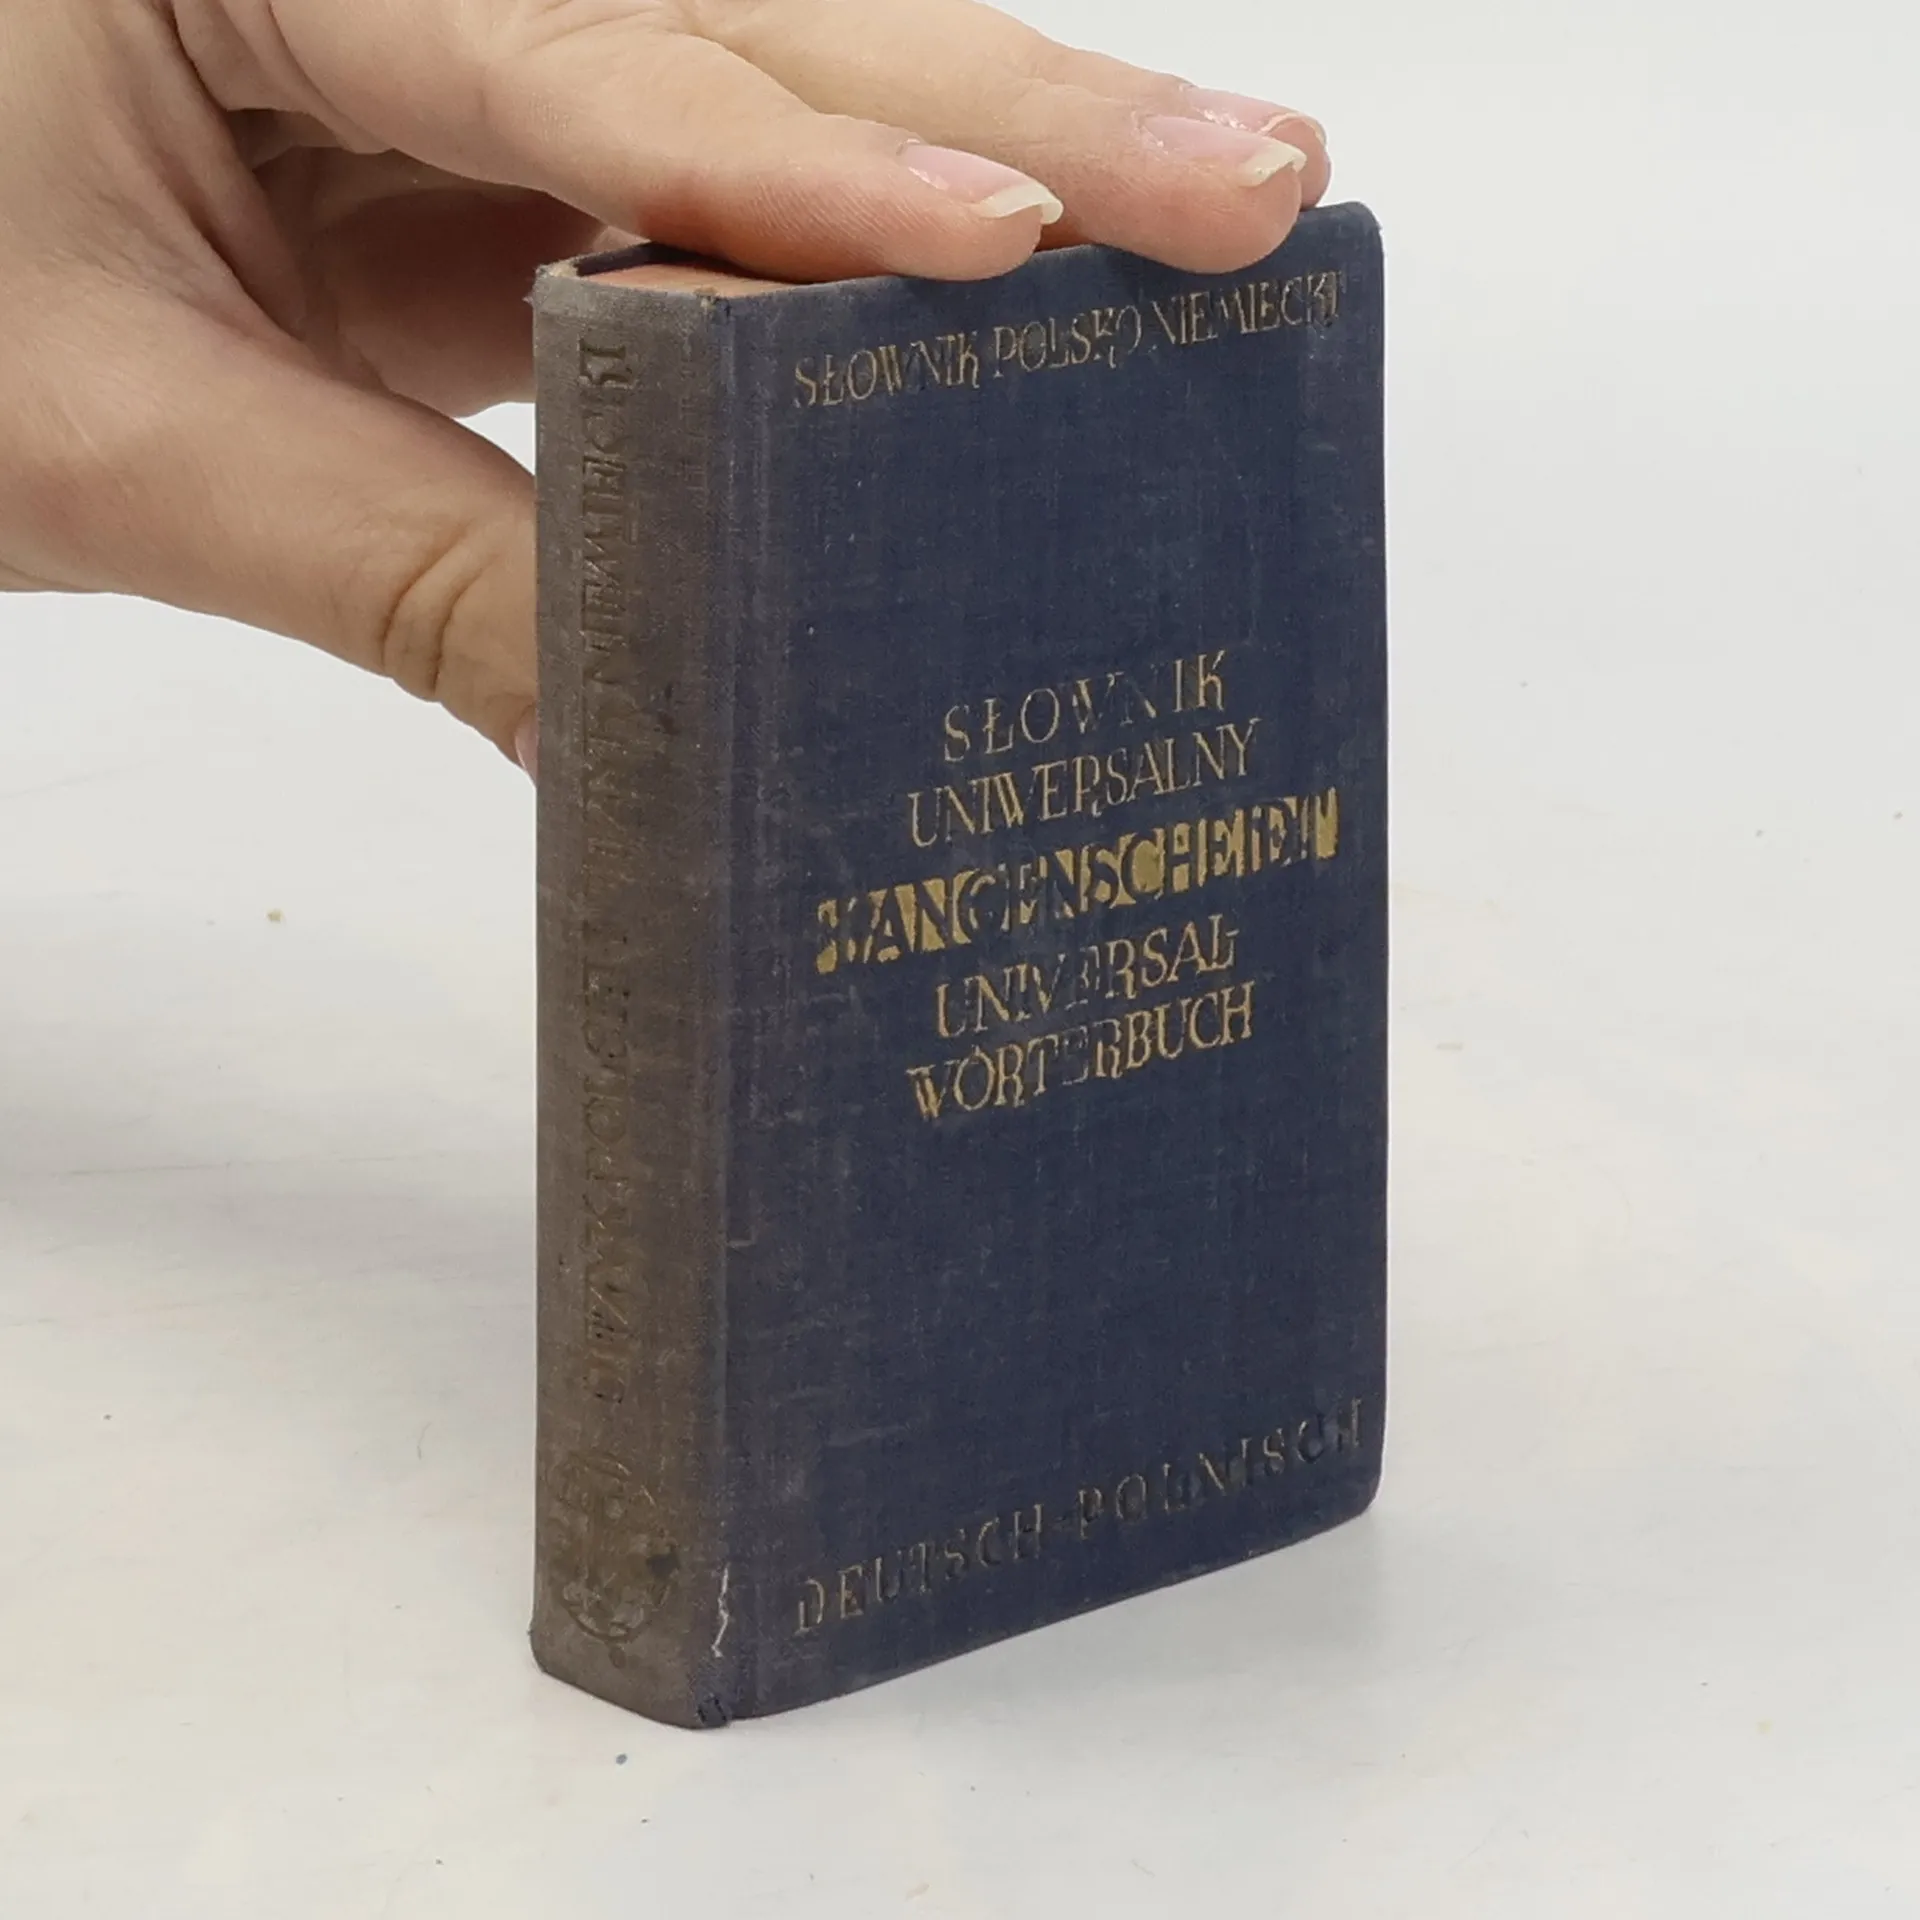 SŁOWNIK POLSKO NIEMIECKI
SŁOWNIK
UNIWERSALNY
LANGENSCHEIDT
UNIVERSAL-
WÖRTERBUCH
DEUTSCH-POLNISCH